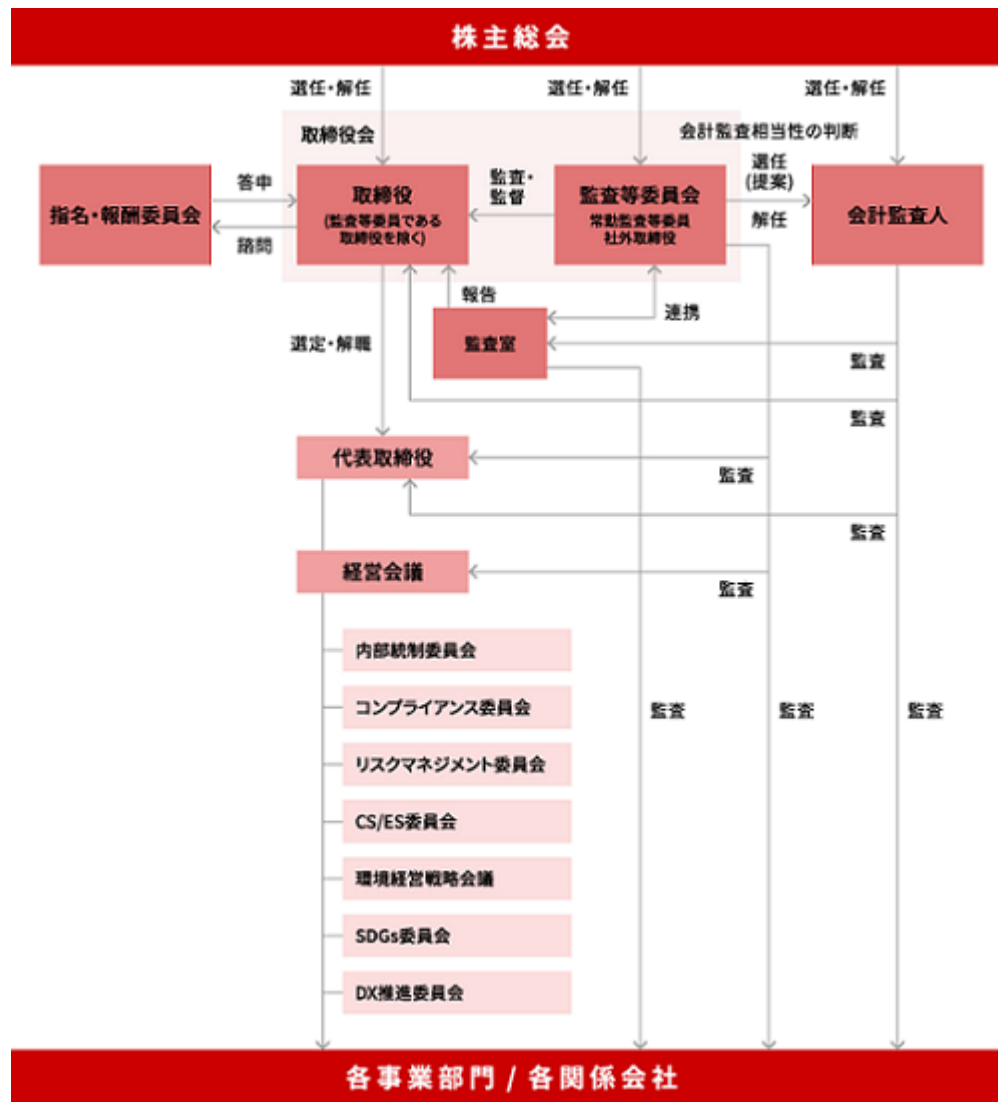 株主総会
選任・解任
選任・解任
選任・解任
取締役会
会計監査相当性の判断
指名・報酬委員会
答申
諮問
取締役
(監査等委員である
取締役を除く)
監査・
監督
監査等委員会
常勤監査等委員
社外取締役
選任
(提案)
解任
会計監査人
報告
連携
選定・解職
監査室
監査
監査
代表取締役
監査
監査
経営会議
監査
内部統制委員会
コンプライアンス委員会
監査
監査
監査
リスクマネジメント委員会
CS/ES委員会
環境経営戦略会議
SDGs委員会
DX推進委員会
各事業部門 / 各関係会社